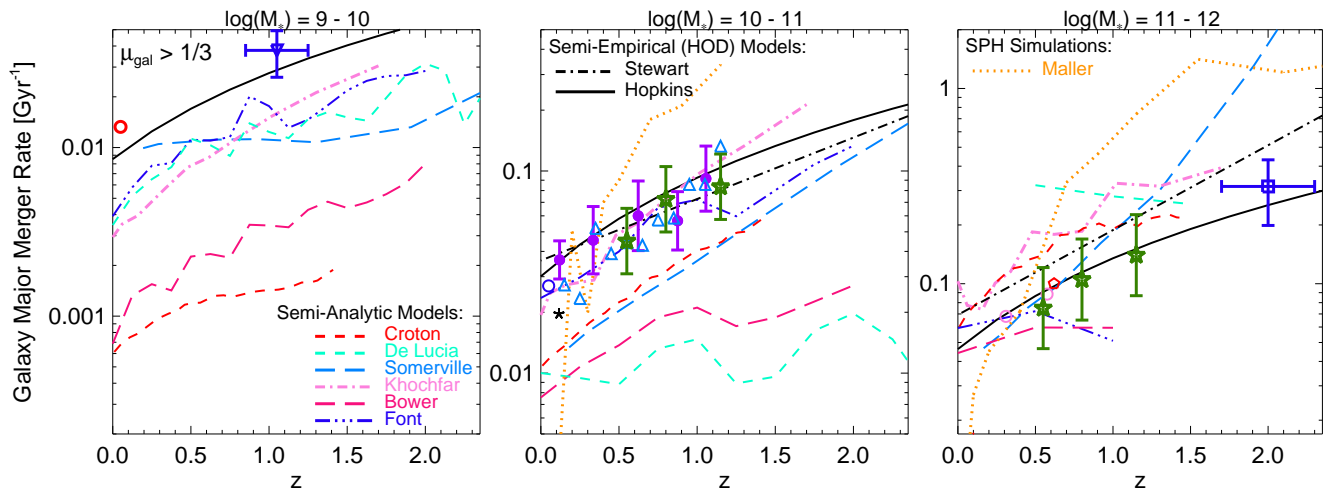 log(M*) = 9 - 10
log(M*) = 10 - 11
log(M*) = 11 - 12
Galaxy Major Merger Rate [Gyr⁻¹]
μgal > 1/3
0.01
0.001
Semi-Analytic Models:
Croton
De Lucia
Somerville
Khochfar
Bower
Font
0.0 0.5 1.0 1.5 2.0
z
Semi-Empirical (HOD) Models:
Stewart
Hopkins
0.1
0.01
0.0 0.5 1.0 1.5 2.0
z
SPH Simulations:
Maller
1
0.1
0.0 0.5 1.0 1.5 2.0
z